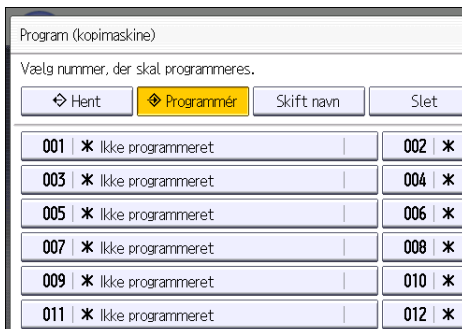 Program (kopimaskine)
Vælg nummer, der skal programmeres.
Hent Programmér Skift navn Slet
001 Ikke programmeret 002
003 Ikke programmeret 004
005 Ikke programmeret 006
007 Ikke programmeret 008
009 Ikke programmeret 010
011 Ikke programmeret 012